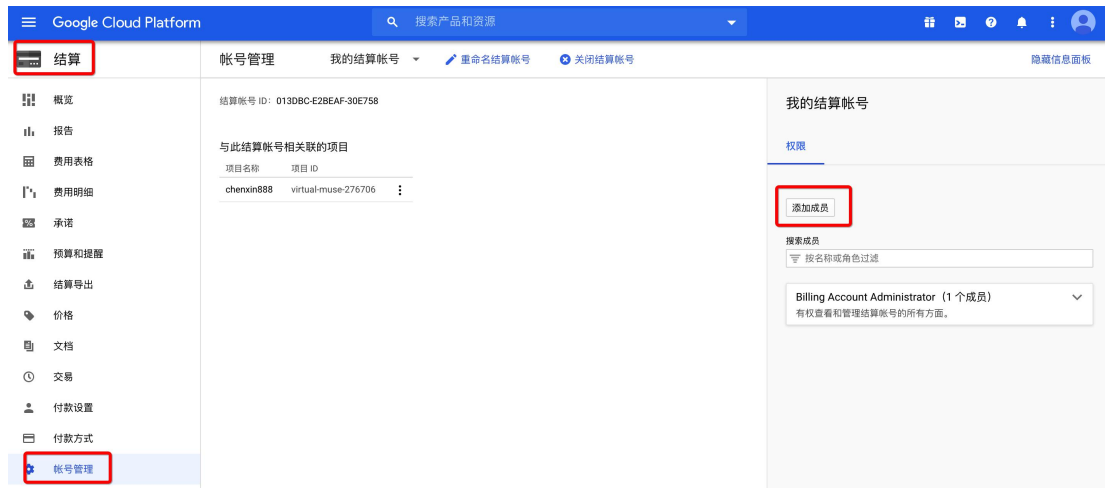 Google Cloud Platform
搜索产品和资源
结算
帐号管理
我的结算帐号
重命名结算帐号
关闭结算帐号
隐藏信息面板
概览
报告
费用表格
费用明细
承诺
预算和提醒
结算导出
价格
文档
交易
付款设置
付款方式
帐号管理
结算帐号 ID：013DBC-E2BEAF-30E758
与此结算帐号相关联的项目
项目名称 项目 ID
chenxin888 virtual-muse-276706
我的结算帐号
权限
添加成员
搜索成员
按名称或角色过滤
Billing Account Administrator（1 个成员）
有权查看和管理结算帐号的所有方面。